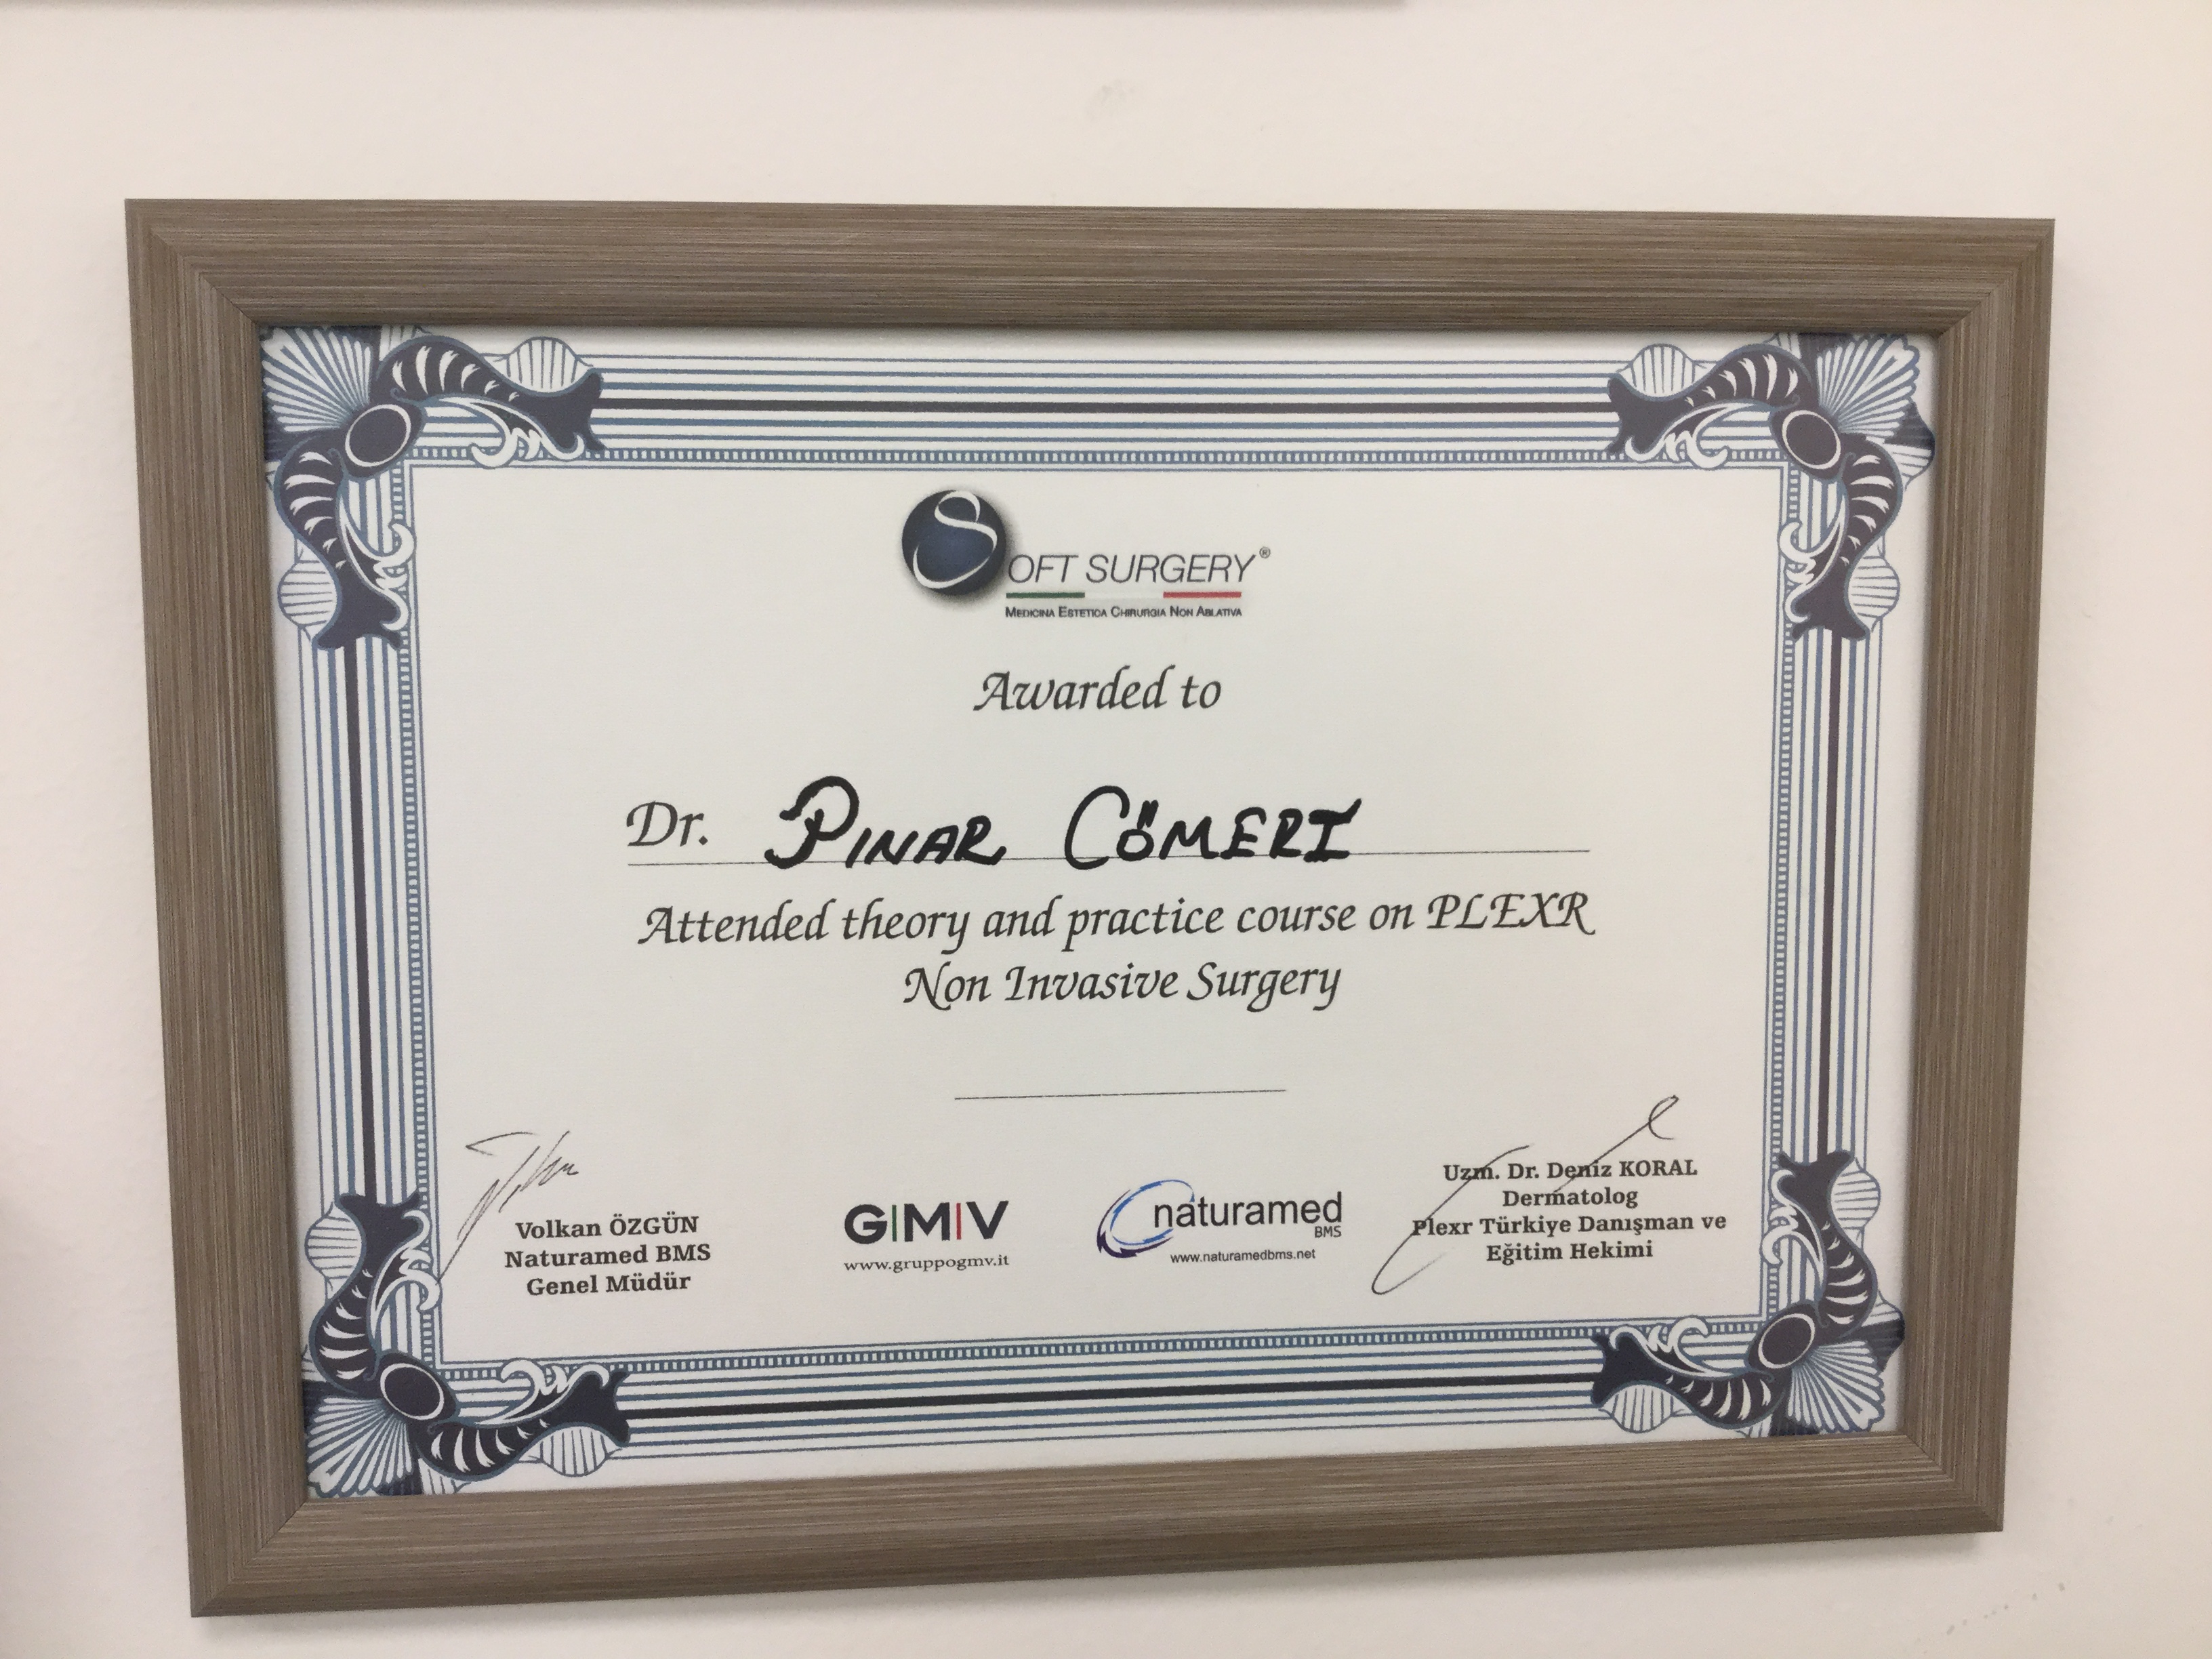 SOFT SURGERY®
MEDICINA ESTETICA CHIRURGIA NON ABLATIVA
Awarded to
Dr. PINAR CÖMERT
Attended theory and practice course on PLEXR
Non Invasive Surgery
Volkan ÖZGÜN
Naturamed BMS
Genel Müdür
G|M|V
www.gruppogmv.it
naturamed
BMS
www.naturamedbms.net
Uzm. Dr. Deniz KORAL
Dermatolog
Plexr Türkiye Danışman ve
Eğitim Hekimi